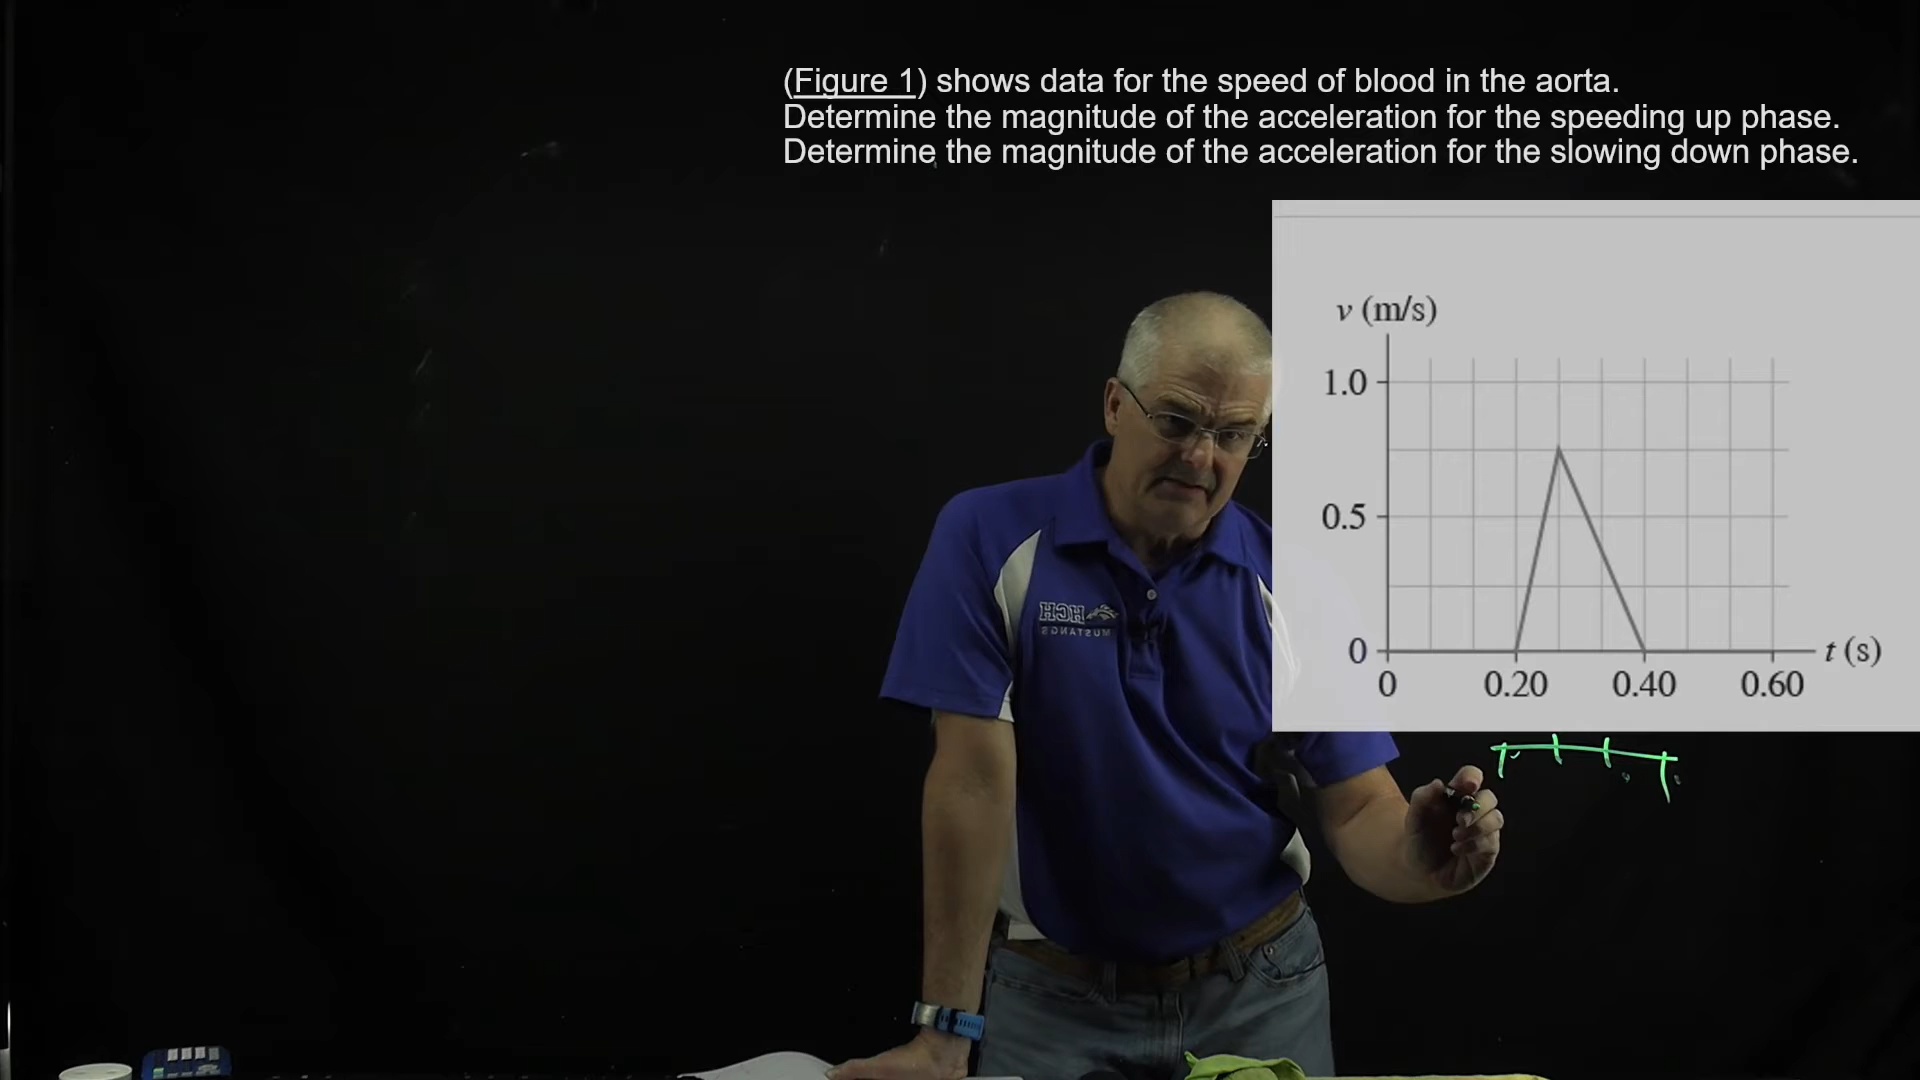 (Figure 1) shows data for the speed of blood in the aorta.
Determine the magnitude of the acceleration for the speeding up phase.
Determine the magnitude of the acceleration for the slowing down phase.
v (m/s)
1.0
0.5
0
t (s)
0 0.20 0.40 0.60
HCH
MUSTANGS